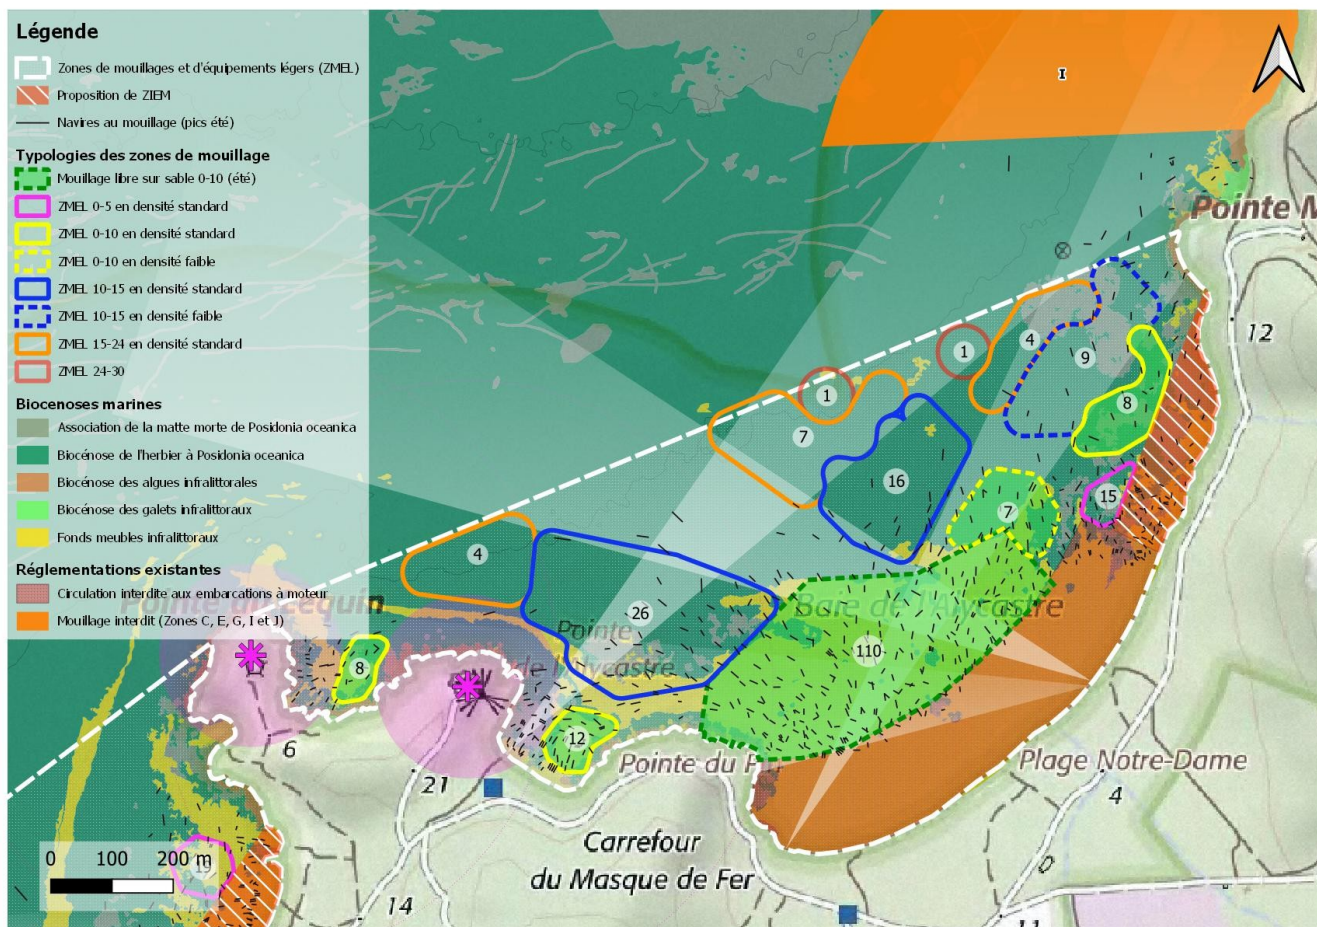 Légende
Zones de mouillages et d'équipements légers (ZMEL)
Proposition de ZIEM
Navires au mouillage (pics été)
Typologies des zones de mouillage
Mouillage libre sur sable 0-10 (été)
ZMEL 0-5 en densité standard
ZMEL 0-10 en densité standard
ZMEL 0-10 en densité faible
ZMEL 10-15 en densité standard
ZMEL 10-15 en densité faible
ZMEL 15-24 en densité standard
ZMEL 24-30
Biocenoses marines
Association de la matte morte de Posidonia oceanica
Biocénose de l'herbier à Posidonia oceanica
Biocénose des algues infralittorales
Biocénose des galets infralittoraux
Fonds meubles infralittoraux
Réglementations existantes
Circulation interdite aux embarcations à moteur
Mouillage interdit (Zones C, E, G, I et J)
I
Pointe M
12
1
4
9
1
8
7
16
15
7
4
26
Baie de l'Alycastre
Pointe
de l'Alycastre
110
8
12
6
21
Pointe du
Plage Notre-Dame
4
Carrefour
du Masque de Fer
0 100 200 m
19
14
11